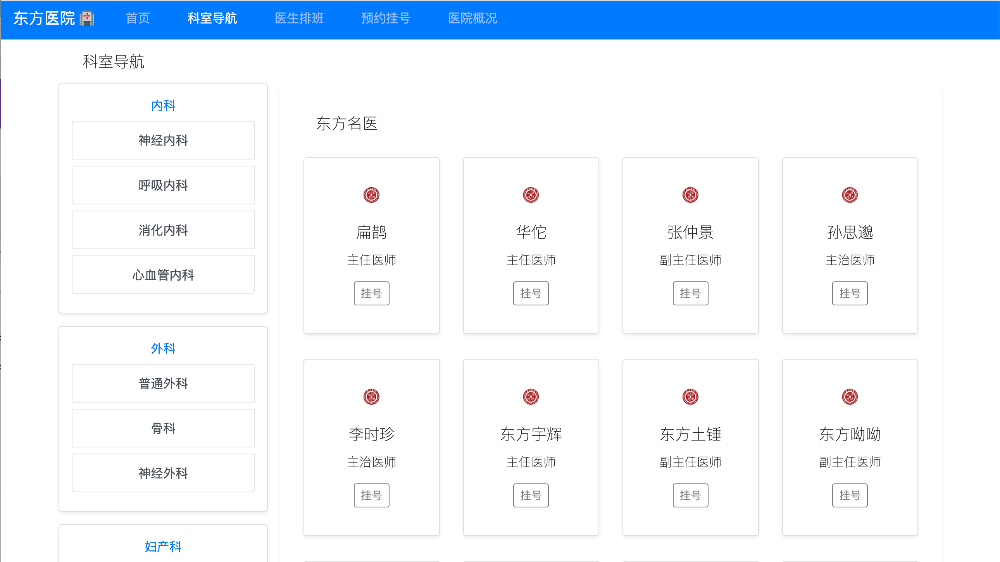 东方医院 首页 科室导航 医生排班 预约挂号 医院概况
科室导航
内科
神经内科
呼吸内科
消化内科
心血管内科
外科
普通外科
骨科
神经外科
妇产科
东方名医
扁鹊
主任医师
挂号
华佗
主任医师
挂号
张仲景
副主任医师
挂号
孙思邈
主治医师
挂号
李时珍
主治医师
挂号
东方宇辉
主任医师
挂号
东方土锤
副主任医师
挂号
东方呦呦
副主任医师
挂号